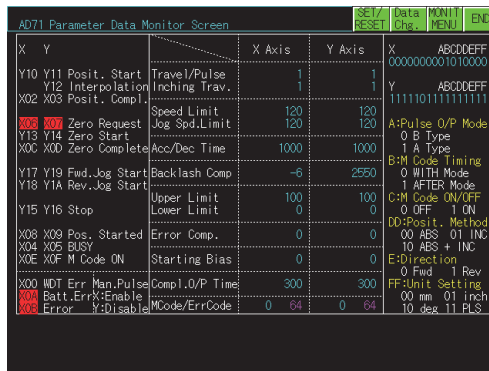 AD71 Parameter Data Monitor Screen
SET/ RESET
Data Chg.
MONIT MENU
END
X Y X Axis Y Axis X ABCDDEFF
0000000001010000
Y10 Y11 Posit. Start Travel/Pulse 1 1
Y12 Interpolation Inching Trav. 1 1 Y ABCDDEFF
X02 X03 Posit. Compl. 1111101111111111
Speed Limit 120 120
X06 X07 Zero Request Jog Spd.Limit 120 120 A:Pulse O/P Mode
Y13 Y14 Zero Start 0 B Type
X0C X0D Zero Complete Acc/Dec Time 1000 1000 1 A Type
B:M Code Timing
Y17 Y19 Fwd.Jog Start Backlash Comp -6 2550 0 WITH Mode
Y18 Y1A Rev.Jog Start 1 AFTER Mode
Upper Limit 100 100 C:M Code ON/OFF
Y15 Y16 Stop Lower Limit 0 0 0 OFF 1 ON
DD:Posit. Method
X08 X09 Pos. Started Error Comp. 0 0 00 ABS 01 INC
X04 X05 BUSY 10 ABS + INC
X0E X0F M Code ON Starting Bias 0 0 E:Direction
0 Fwd 1 Rev
X00 WDT Err Man.Pulse Compl.O/P Time 300 300 FF:Unit Setting
X0A Batt.Err X:Enable 00 mm 01 inch
X0B Error Y:Disable MCode/ErrCode 0 64 0 64 10 deg 11 PLS